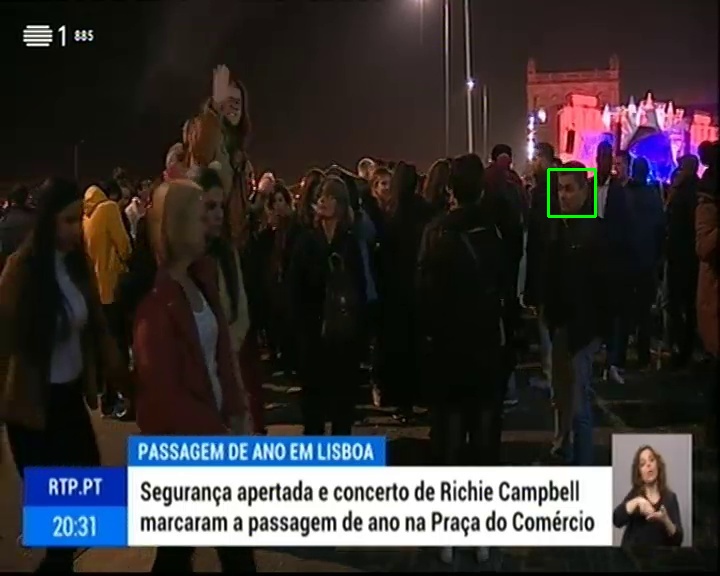 1 885
PASSAGEM DE ANO EM LISBOA
RTP.PT
20:31
Segurança apertada e concerto de Richie Campbell
marcaram a passagem de ano na Praça do Comércio